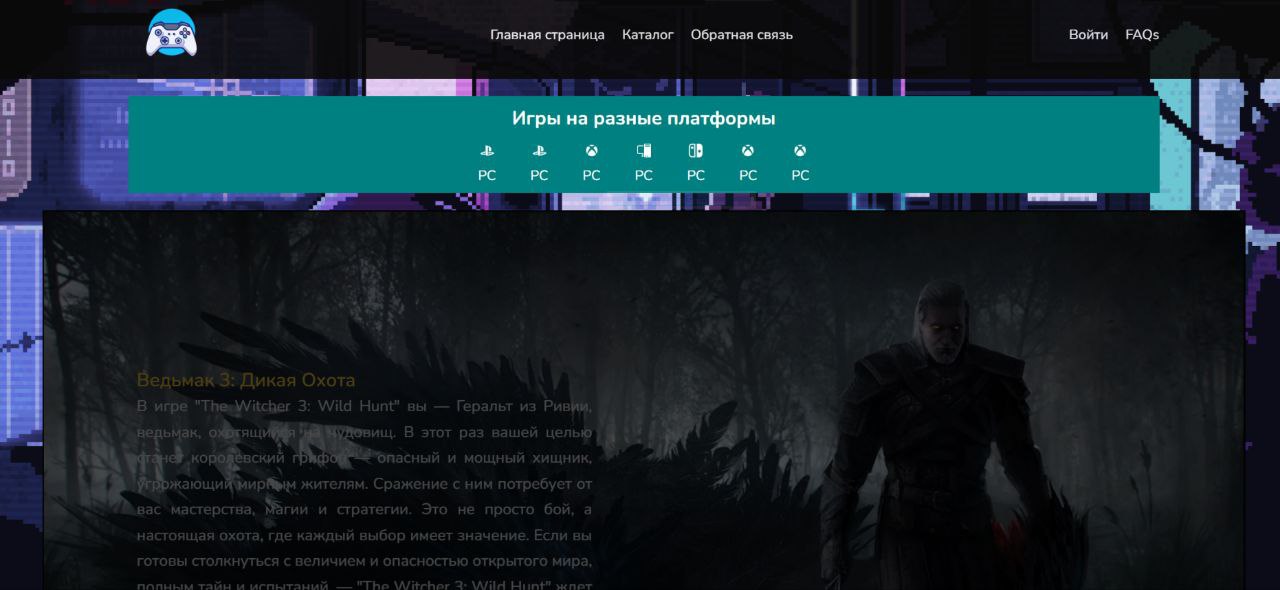 Главная страница Каталог Обратная связь Войти FAQs
Игры на разные платформы
PC PC PC PC PC PC PC
Ведьмак 3: Дикая Охота
В игре "The Witcher 3: Wild Hunt" вы — Геральт из Ривии,
ведьмак, охотящийся на чудовищ. В этот раз вашей целью
станет королевский грифон — опасный и мощный хищник,
угрожающий мирным жителям. Сражение с ним потребует от
вас мастерства, магии и стратегии. Это не просто бой, а
настоящая охота, где каждый выбор имеет значение. Если вы
готовы столкнуться с величием и опасностью открытого мира,
полным тайн и испытаний, — "The Witcher 3: Wild Hunt" ждет